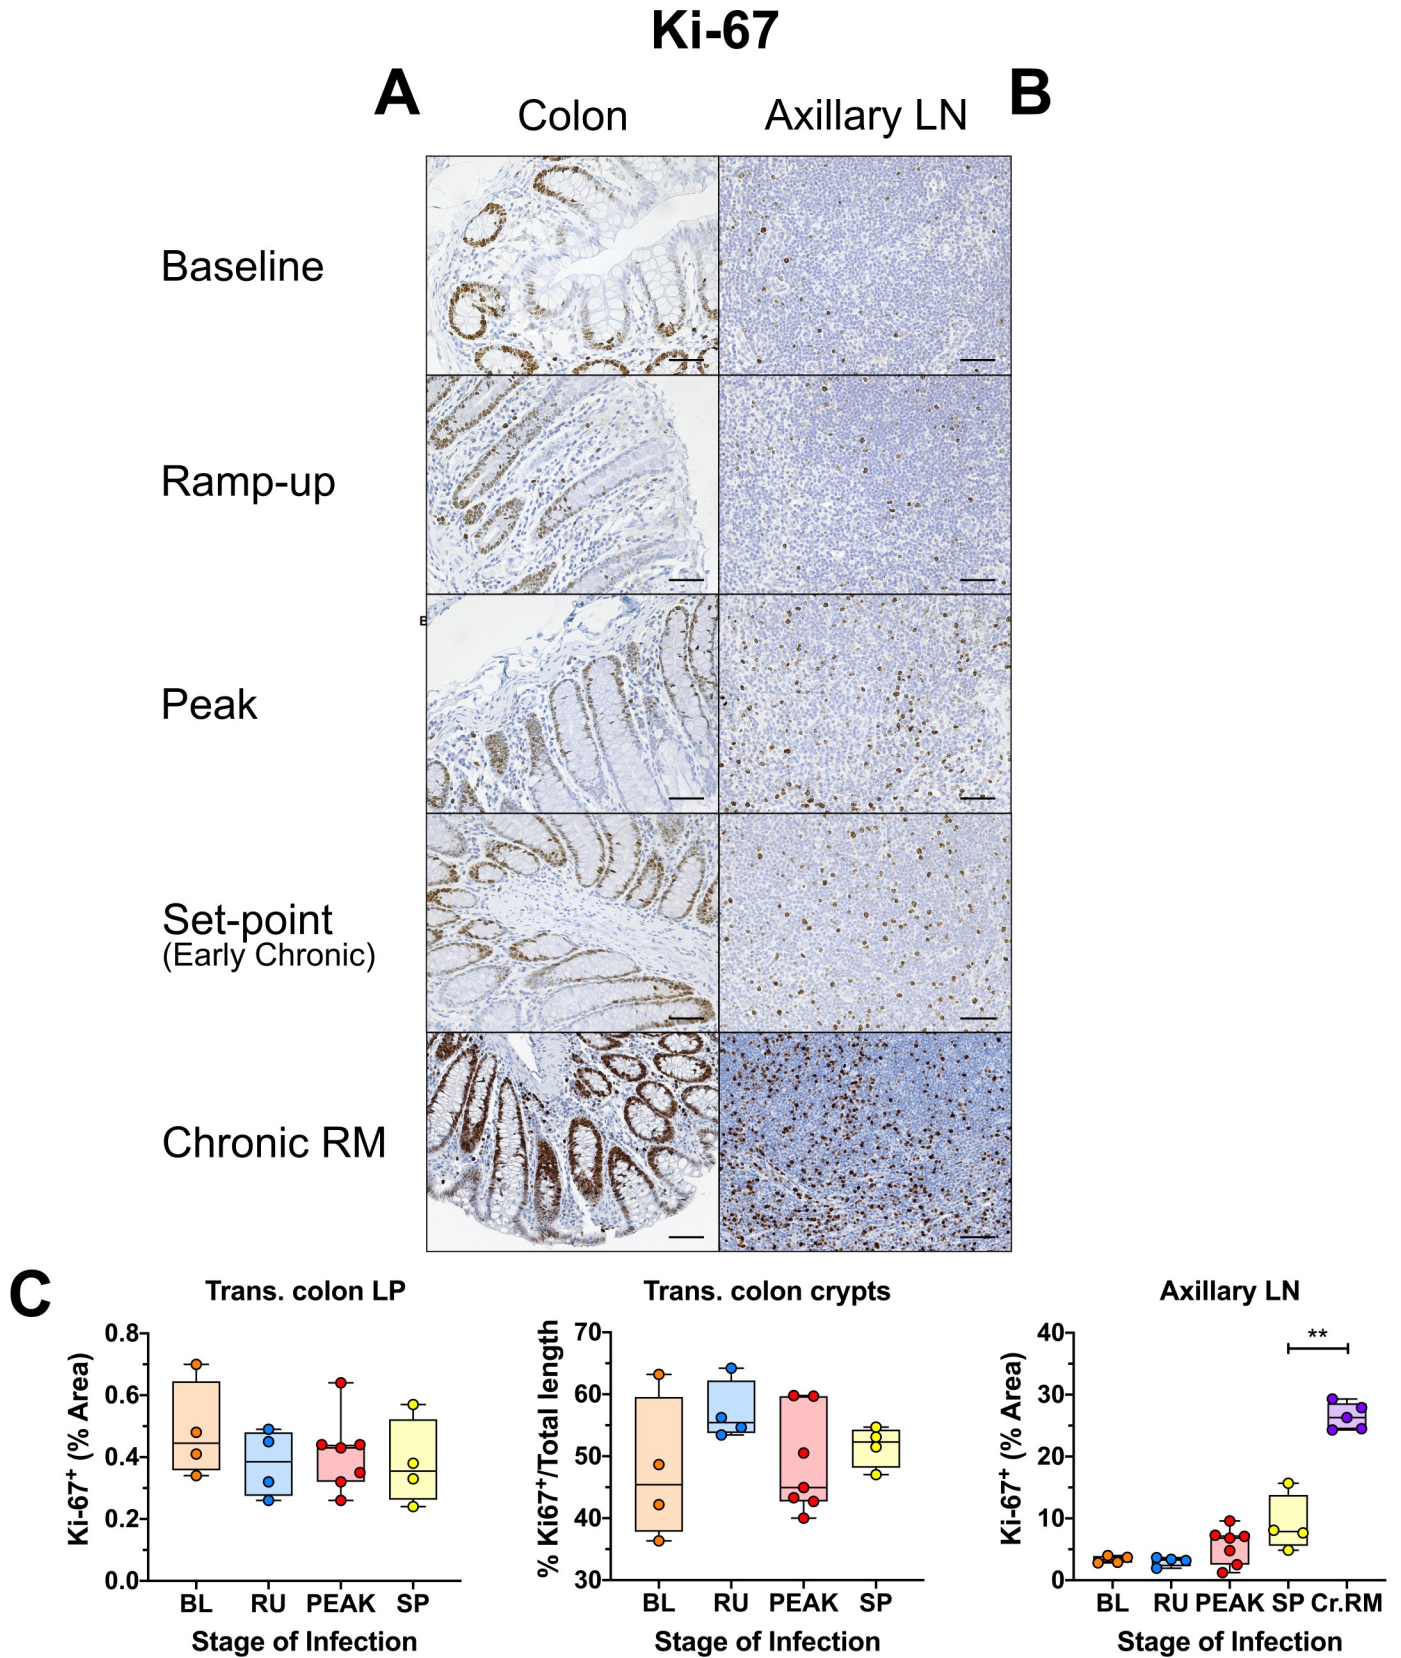 Ki-67
A
B
Colon
Axillary LN
Baseline
Ramp-up
E
Peak
Set-point
(Early Chronic)
Chronic RM
C
Trans. colon LP
Ki-67⁺ (% Area)
0.8
0.6
0.4
0.2
0.0
BL RU PEAK SP
Stage of Infection
Trans. colon crypts
% Ki67⁺/Total length
70
60
50
40
30
BL RU PEAK SP
Stage of Infection
Axillary LN
Ki-67⁺ (% Area)
40
30
20
10
0
**
BL RU PEAK SP Cr.RM
Stage of Infection